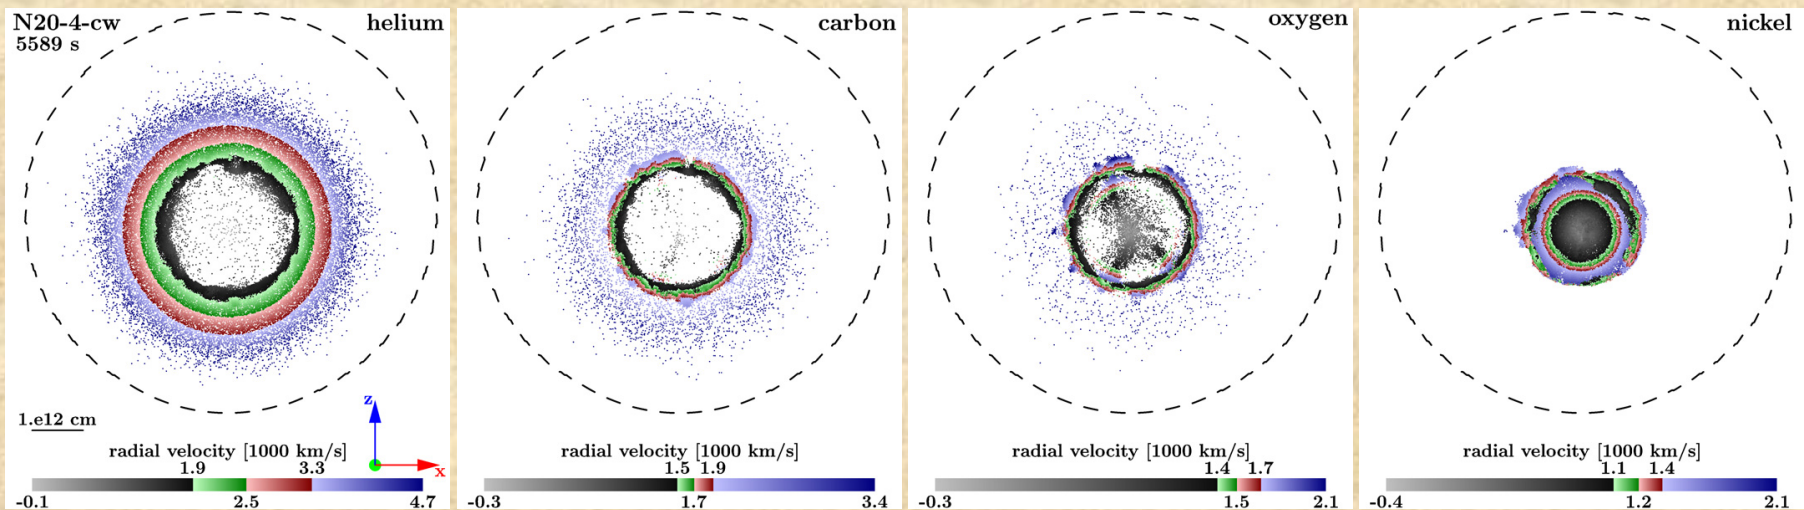 N20-4-cw
5589 s
helium
1.e12 cm
z
x
radial velocity [1000 km/s]
1.9 3.3
-0.1 2.5 4.7
carbon
radial velocity [1000 km/s]
1.5 1.9
-0.3 1.7 3.4
oxygen
radial velocity [1000 km/s]
1.4 1.7
-0.3 1.5 2.1
nickel
radial velocity [1000 km/s]
1.1 1.4
-0.4 1.2 2.1